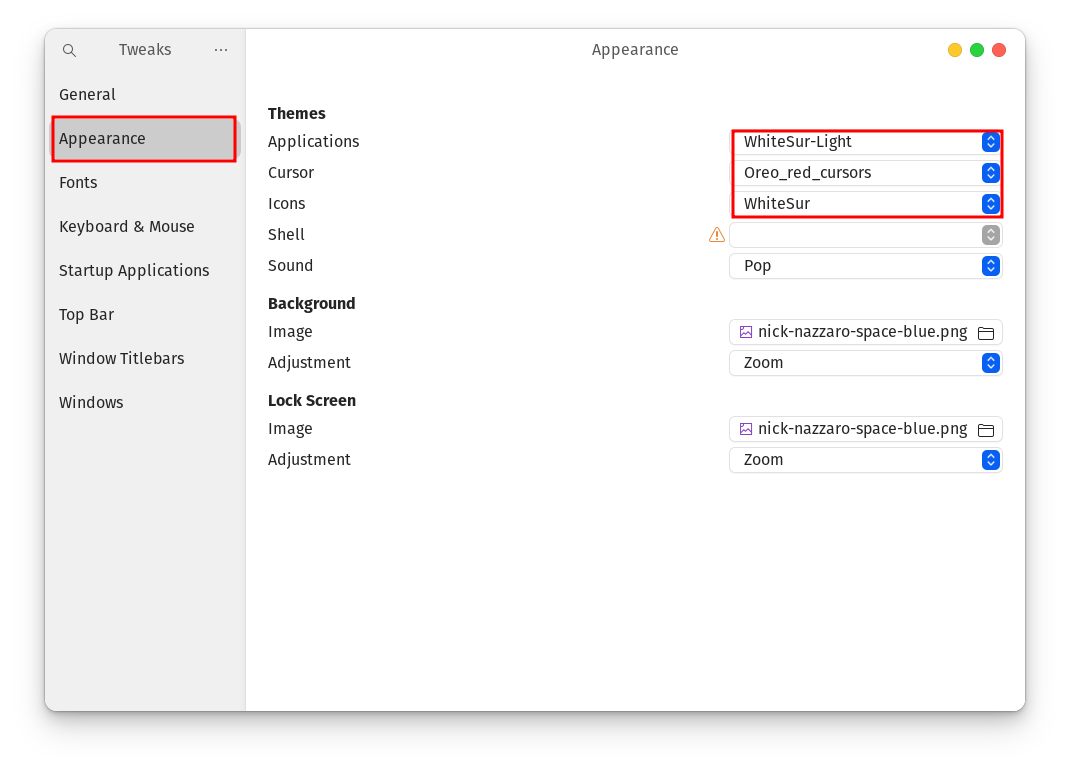 Tweaks
General
Appearance
Fonts
Keyboard & Mouse
Startup Applications
Top Bar
Window Titlebars
Windows
Appearance
Themes
Applications WhiteSur-Light
Cursor Oreo_red_cursors
Icons WhiteSur
Shell
Sound Pop
Background
Image nick-nazzaro-space-blue.png
Adjustment Zoom
Lock Screen
Image nick-nazzaro-space-blue.png
Adjustment Zoom